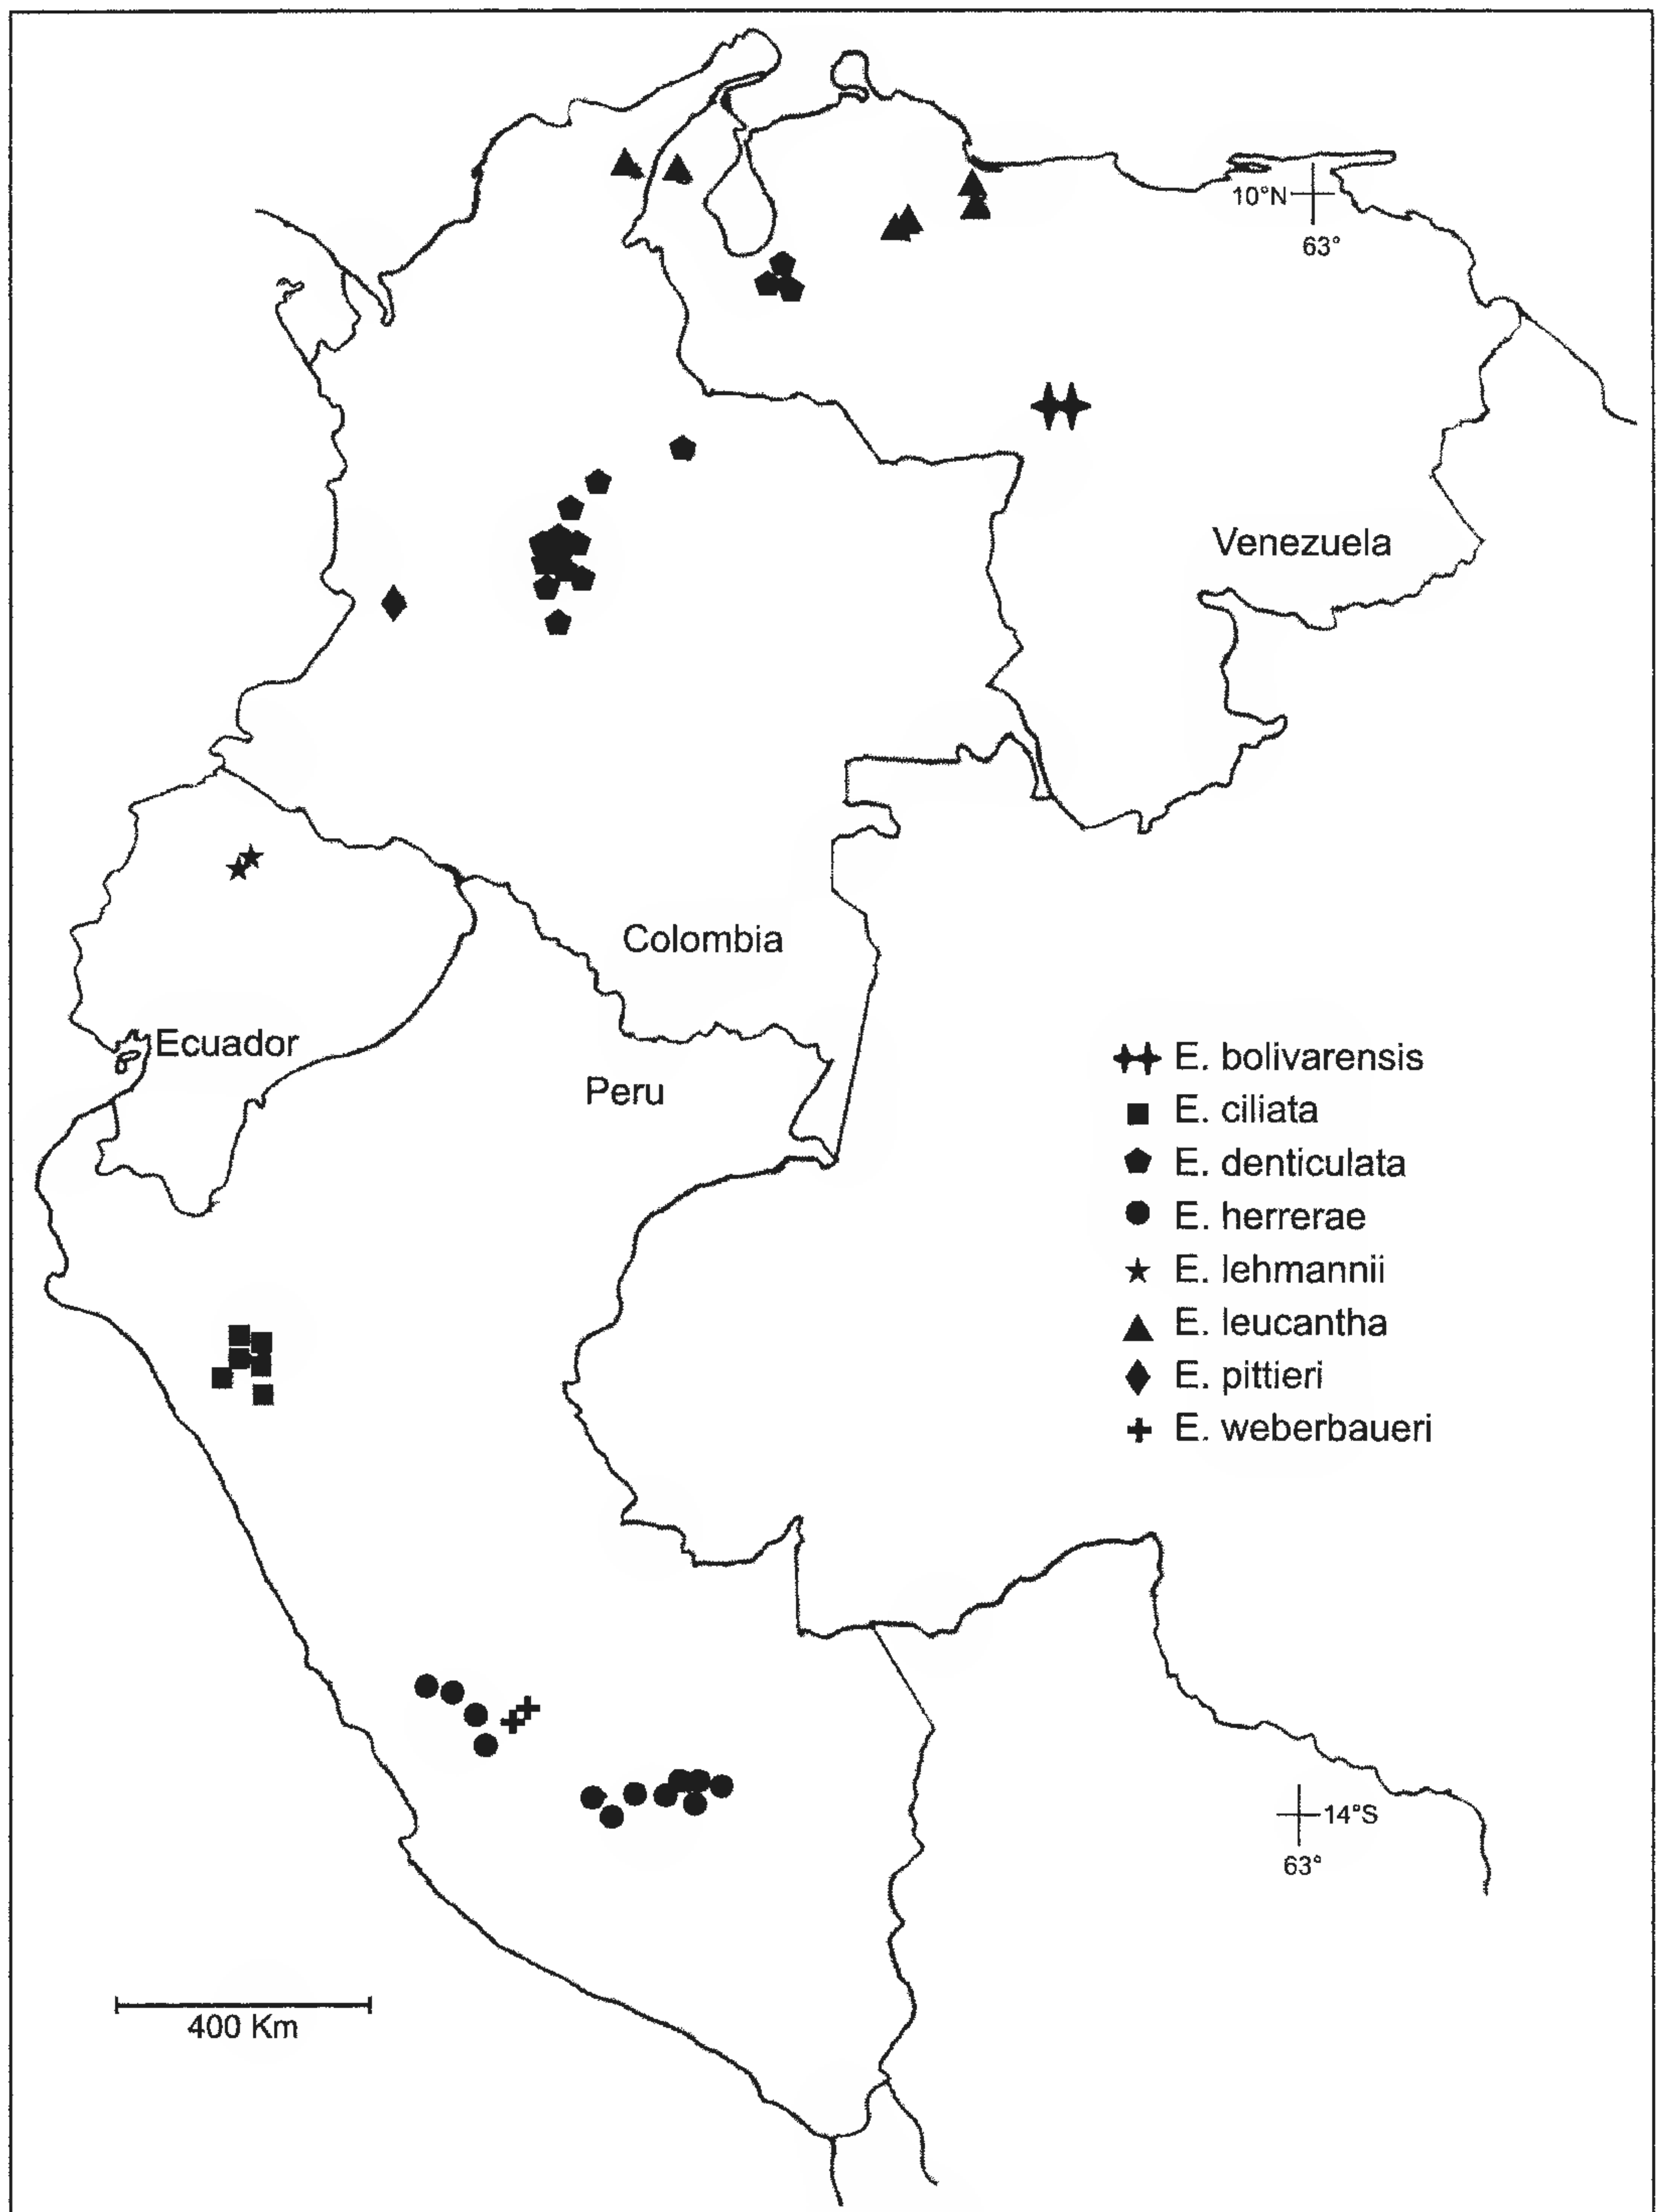 10°N
63°
Venezuela
Colombia
Ecuador
Peru
E. bolivarensis
E. ciliata
E. denticulata
E. herrerae
E. lehmannii
E. leucantha
E. pittieri
E. weberbaueri
14°S
63°
400 Km